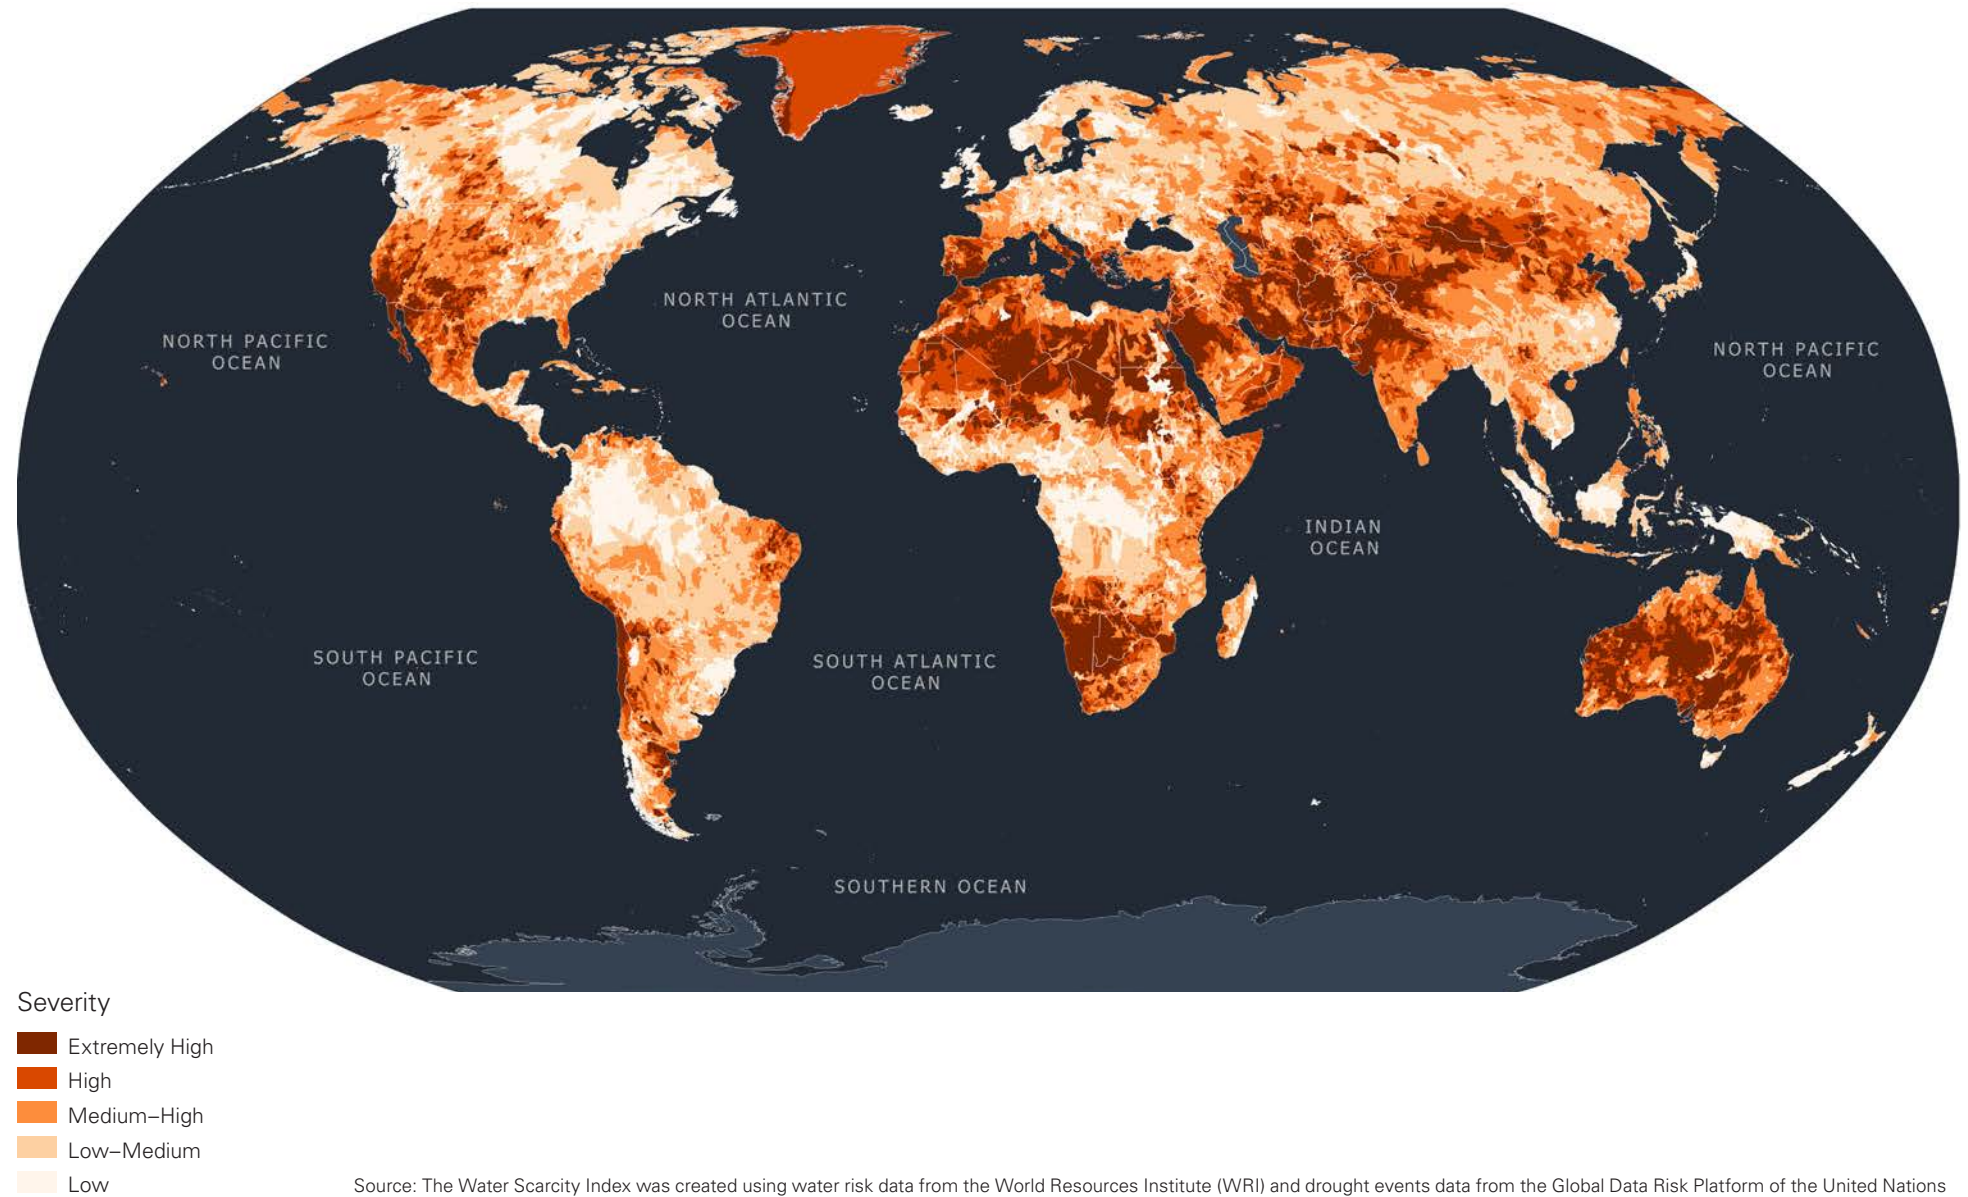 NORTH ATLANTIC
OCEAN
NORTH PACIFIC
OCEAN
NORTH PACIFIC
OCEAN
INDIAN
OCEAN
SOUTH PACIFIC
OCEAN
SOUTH ATLANTIC
OCEAN
SOUTHERN OCEAN
Severity
Extremely High
High
Medium–High
Low–Medium
Low
Source: The Water Scarcity Index was created using water risk data from the World Resources Institute (WRI) and drought events data from the Global Data Risk Platform of the United Nations